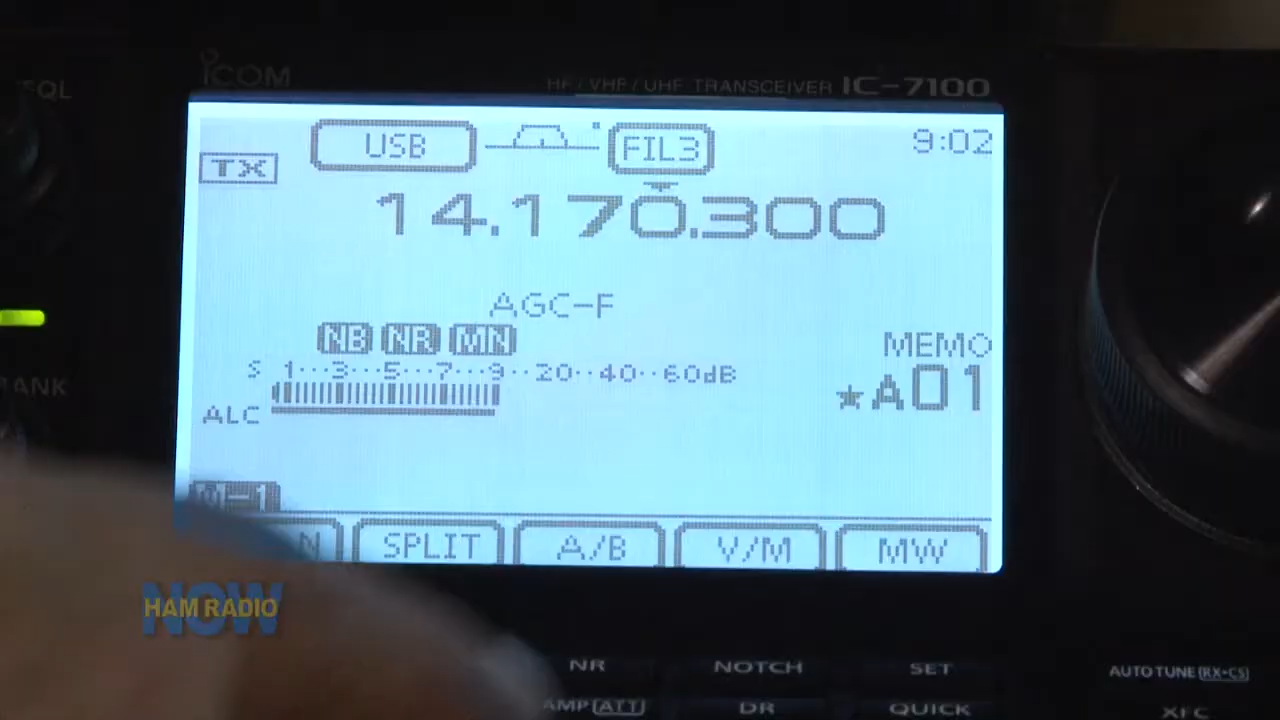 SQL
ICOM
HF/VHF/UHF TRANSCEIVER IC-7100
USB
FIL3
9:02
TX
14.170.300
AGC-F
NB NR MN
MEMO
S 1···3···5···7···9··20··40··60dB
★A01
ALC
BANK
M-1
N SPLIT A/B V/M MW
HAM RADIO
NOW
NR NOTCH SET
AUTO TUNE(RX→CS)
AMP(ATT) DR QUICK
XFC